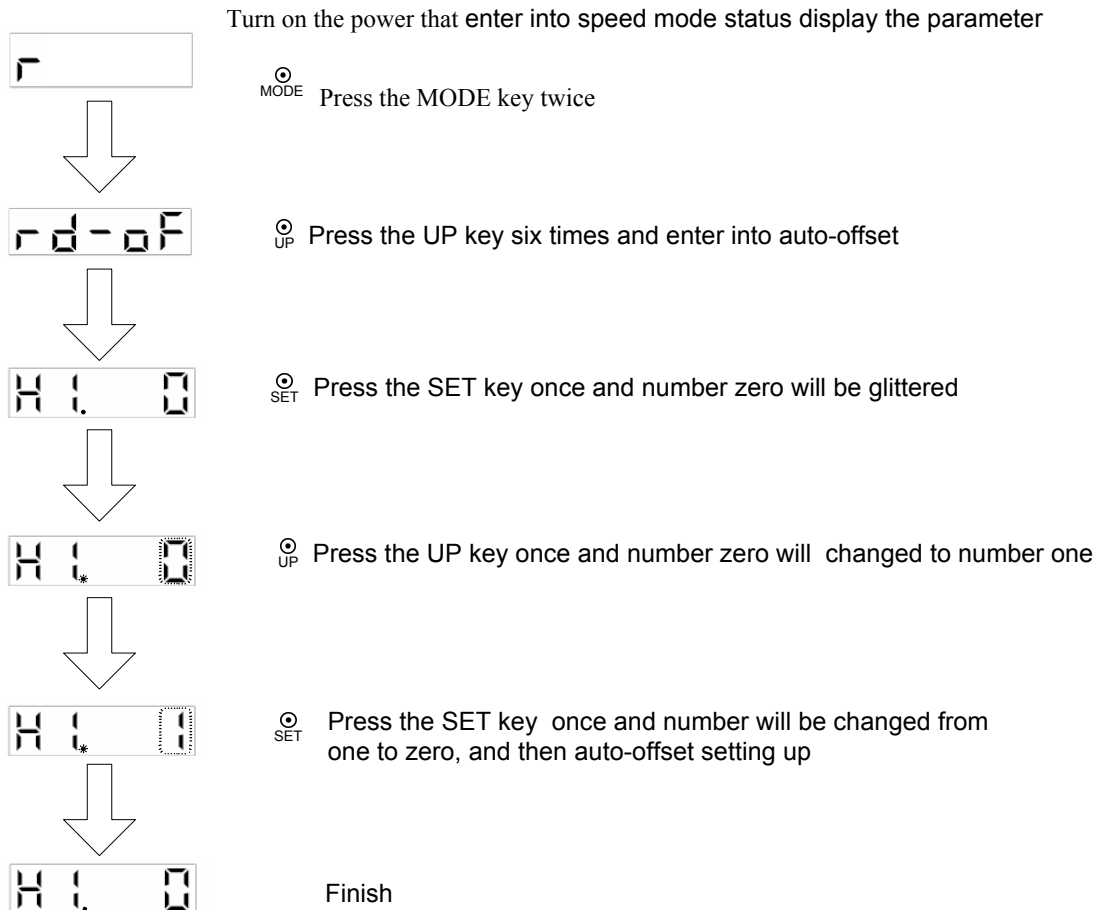 Turn on the power that enter into speed mode status display the parameter
r
MODE Press the MODE key twice
rd-oF
UP Press the UP key six times and enter into auto-offset
H1. 0
SET Press the SET key once and number zero will be glittered
H1. 0
UP Press the UP key once and number zero will changed to number one
H1. 1
SET Press the SET key once and number will be changed from
one to zero, and then auto-offset setting up
H1. 0
Finish